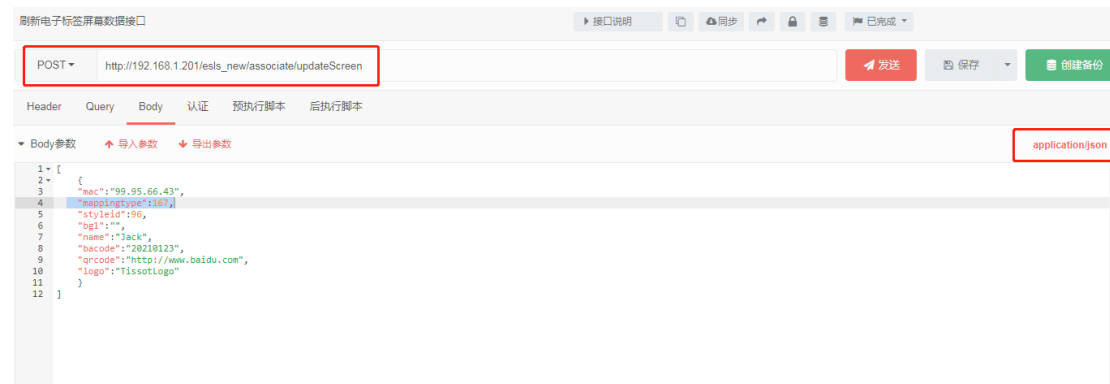 刷新电子标签屏幕数据接口 接口说明 同步 已完成
POST http://192.168.1.201/esls_new/associate/updateScreen 发送 保存 创建备份
Header Query Body 认证 预执行脚本 后执行脚本
Body参数 导入参数 导出参数 application/json
1 [
2 {
3 "mac":"99.95.66.43",
4 "mappingtype":167,
5 "styleid":96,
6 "bg1":"",
7 "name":"Jack",
8 "bacode":"20210123",
9 "qrcode":"http://www.baidu.com",
10 "logo":"TissotLogo"
11 }
12 ]